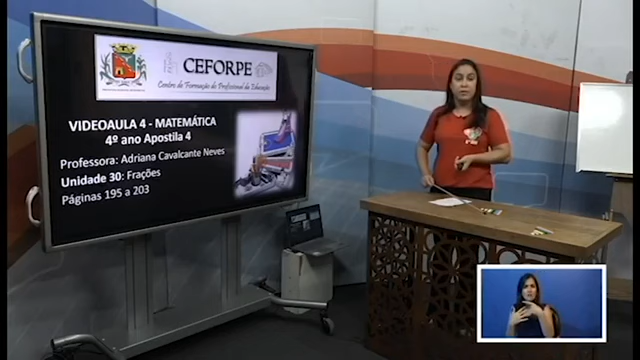 CEFORPE
Centro de Formação do Profissional da Educação
VIDEOAULA 4 - MATEMÁTICA
4º ano Apostila 4
Professora: Adriana Cavalcante Neves
Unidade 30: Frações
Páginas 195 a 203